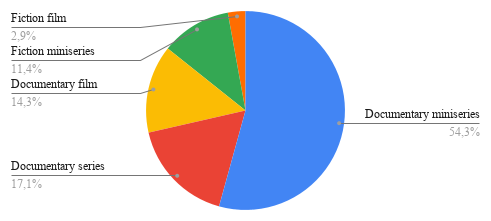 Fiction film
2,9%
Fiction miniseries
11,4%
Documentary film
14,3%
Documentary series
17,1%
Documentary miniseries
54,3%